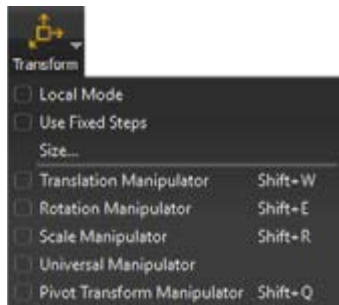 Transform
Local Mode
Use Fixed Steps
Size...
Translation Manipulator Shift+W
Rotation Manipulator Shift+E
Scale Manipulator Shift+R
Universal Manipulator
Pivot Transform Manipulator Shift+Q